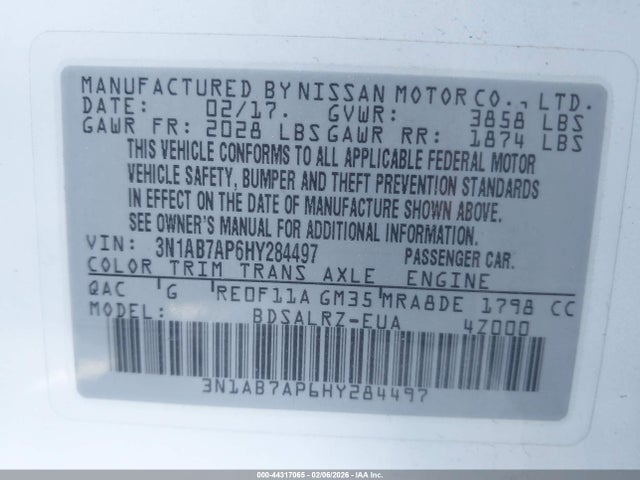 MANUFACTURED BY NISSAN MOTOR CO., LTD.
DATE: 02/17. GVWR: 3858 LBS
GAWR FR: 2028 LBS GAWR RR: 1874 LBS
THIS VEHICLE CONFORMS TO ALL APPLICABLE FEDERAL MOTOR
VEHICLE SAFETY, BUMPER AND THEFT PREVENTION STANDARDS
IN EFFECT ON THE DATE OF MANUFACTURE SHOWN ABOVE.
SEE OWNER'S MANUAL FOR ADDITIONAL INFORMATION.
VIN: 3N1AB7AP6HY284497 PASSENGER CAR.
COLOR TRIM TRANS AXLE ENGINE
QAC G RE0F11A GM35 MRA8DE 1798 CC
MODEL: BDSALRZ-EUA 4Z000
3N1AB7AP6HY284497
000-44317065 - 02/06/2026 - IAAI, Inc.